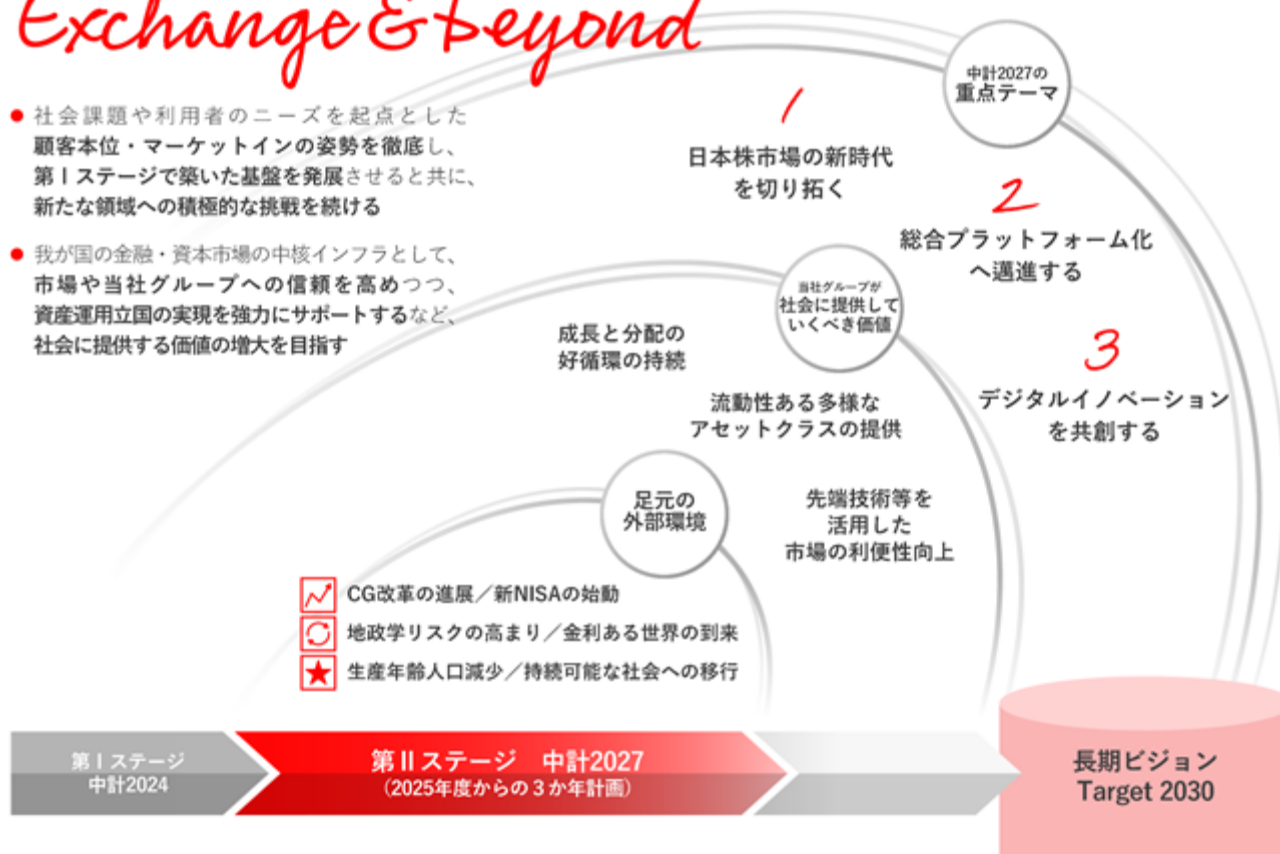 Exchange & beyond
● 社会課題や利用者のニーズを起点とした
顧客本位・マーケットインの姿勢を徹底し、
第Ⅰステージで築いた基盤を発展させると共に、
新たな領域への積極的な挑戦を続ける
● 我が国の金融・資本市場の中核インフラとして、
市場や当社グループへの信頼を高めつつ、
資産運用立国の実現を強力にサポートするなど、
社会に提供する価値の増大を目指す
中計2027の
重点テーマ
1
日本株市場の新時代
を切り拓く
2
総合プラットフォーム化
へ邁進する
3
デジタルイノベーション
を共創する
当社グループが
社会に提供して
いくべき価値
成長と分配の
好循環の持続
流動性ある多様な
アセットクラスの提供
先端技術等を
活用した
市場の利便性向上
足元の
外部環境
CG改革の進展／新NISAの始動
地政学リスクの高まり／金利ある世界の到来
生産年齢人口減少／持続可能な社会への移行
第Ⅰステージ
中計2024
第Ⅱステージ　中計2027
（2025年度からの３か年計画）
長期ビジョン
Target 2030